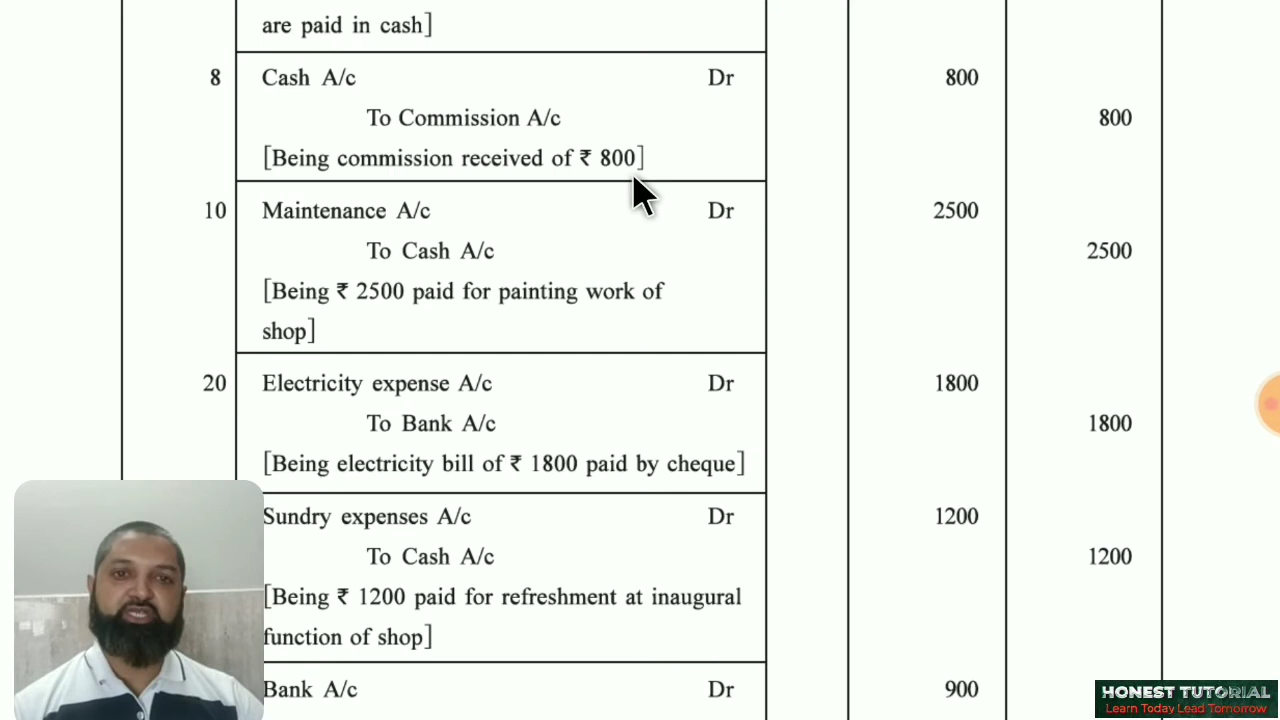 are paid in cash]
8 Cash A/c Dr 800
To Commission A/c 800
[Being commission received of ₹ 800]
10 Maintenance A/c Dr 2500
To Cash A/c 2500
[Being ₹ 2500 paid for painting work of
shop]
20 Electricity expense A/c Dr 1800
To Bank A/c 1800
[Being electricity bill of ₹ 1800 paid by cheque]
Sundry expenses A/c Dr 1200
To Cash A/c 1200
[Being ₹ 1200 paid for refreshment at inaugural
function of shop]
Bank A/c Dr 900
HONEST TUTORIAL
Learn Today Lead Tomorrow